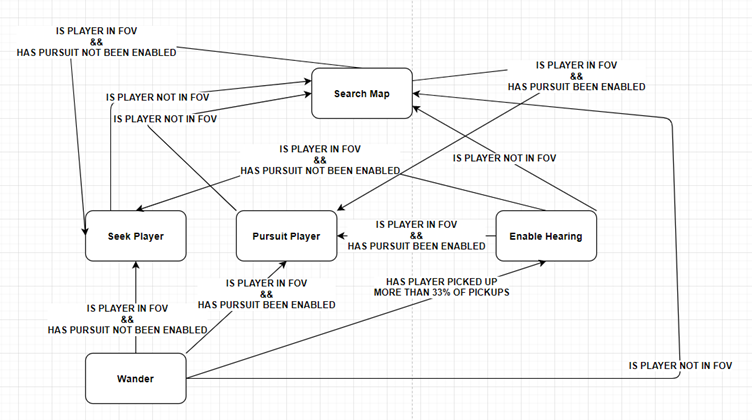 IS PLAYER IN FOV
&&
HAS PURSUIT NOT BEEN ENABLED
IS PLAYER IN FOV
&&
HAS PURSUIT BEEN ENABLED
Search Map
IS PLAYER NOT IN FOV
IS PLAYER NOT IN FOV
IS PLAYER IN FOV
&&
HAS PURSUIT NOT BEEN ENABLED
IS PLAYER NOT IN FOV
Seek Player
Pursuit Player
IS PLAYER IN FOV
&&
HAS PURSUIT BEEN ENABLED
Enable Hearing
IS PLAYER IN FOV
&&
HAS PURSUIT BEEN ENABLED
HAS PLAYER PICKED UP
MORE THAN 33% OF PICKUPS
IS PLAYER IN FOV
&&
HAS PURSUIT NOT BEEN ENABLED
IS PLAYER NOT IN FOV
Wander